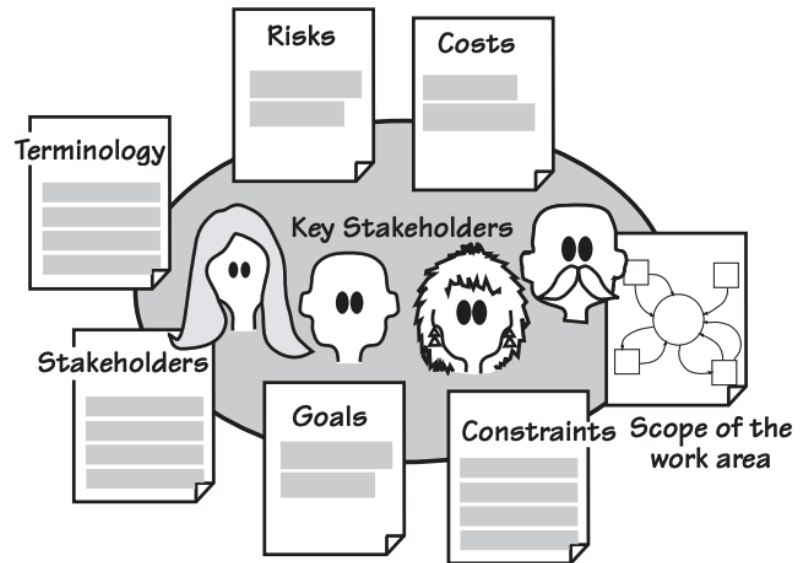 Risks
Costs
Terminology
Key Stakeholders
Stakeholders
Goals
Constraints
Scope of the
work area